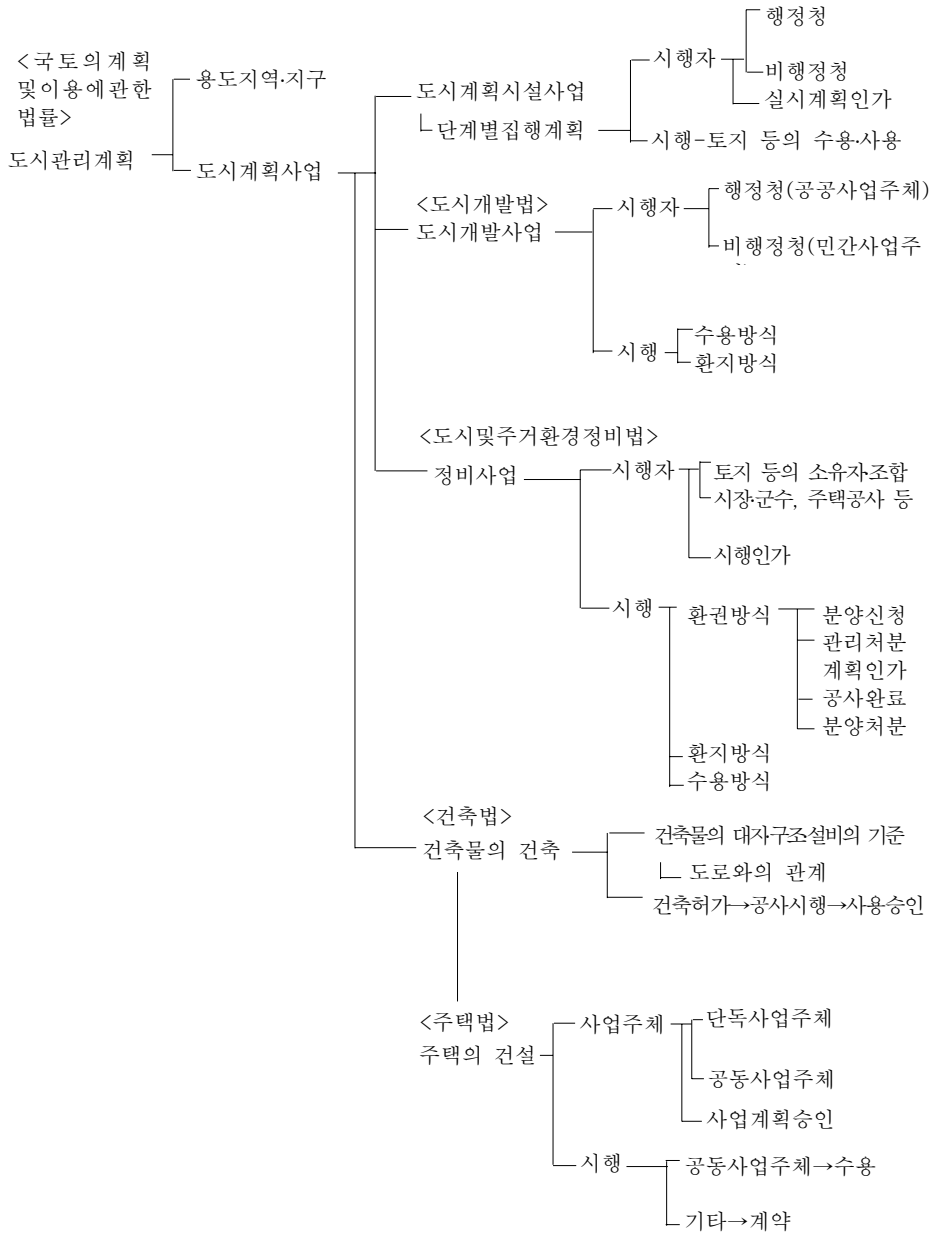 <국토의계획
및이용에관한
법률>
도시관리계획
용도지역·지구
도시계획사업
도시계획시설사업
단계별집행계획
시행자
행정청
비행정청
실시계획인가
시행-토지 등의 수용·사용
<도시개발법>
도시개발사업
시행자
행정청(공공사업주체)
비행정청(민간사업주
시행
수용방식
환지방식
<도시및주거환경정비법>
정비사업
시행자
토지 등의 소유자·조합
시장·군수, 주택공사 등
시행인가
시행
환권방식
분양신청
관리처분
계획인가
공사완료
분양처분
환지방식
수용방식
<건축법>
건축물의 건축
건축물의 대지·구조·설비의 기준
도로와의 관계
건축허가→공사시행→사용승인
<주택법>
주택의 건설
사업주체
단독사업주체
공동사업주체
사업계획승인
시행
공동사업주체→수용
기타→계약